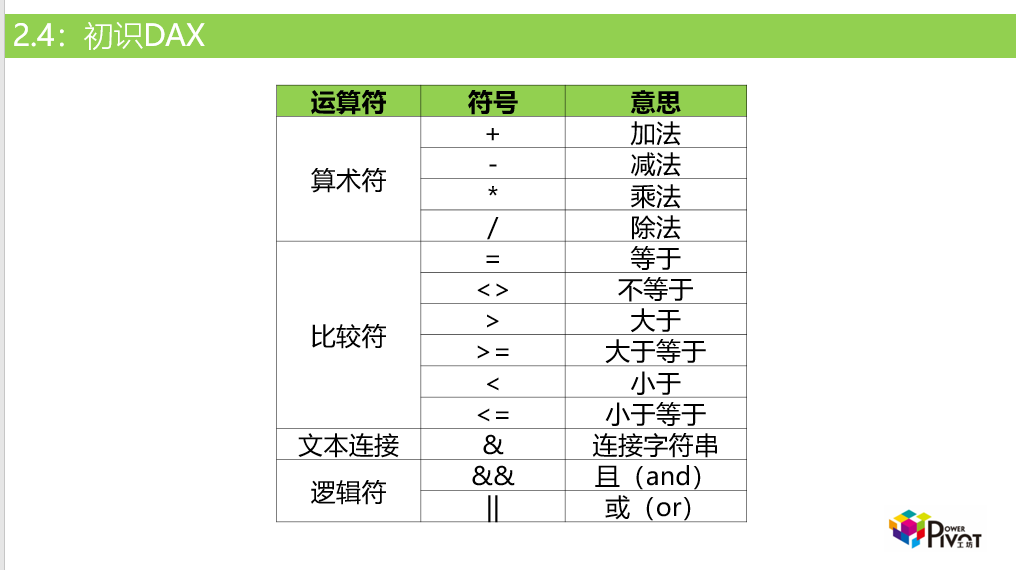 2.4：初识DAX
运算符 符号 意思
算术符
+ 加法
- 减法
* 乘法
/ 除法
比较符
= 等于
<> 不等于
> 大于
>= 大于等于
< 小于
<= 小于等于
文本连接 & 连接字符串
逻辑符
&& 且（and）
|| 或（or）
POWER
PIVOT
工坊